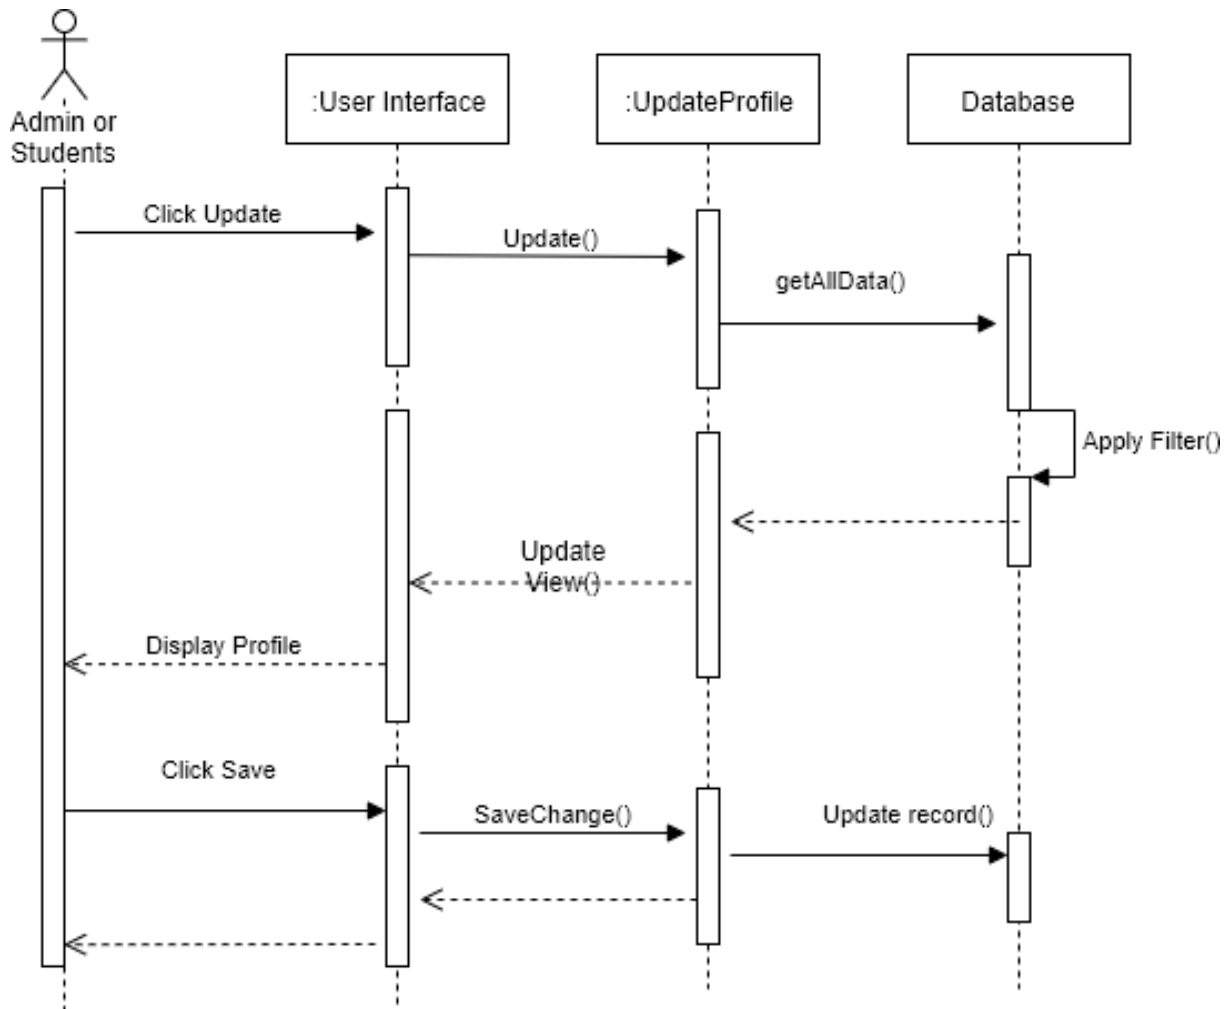 Admin or
Students
:User Interface
:UpdateProfile
Database
Click Update
Update()
getAllData()
Apply Filter()
Update
View()
Display Profile
Click Save
SaveChange()
Update record()